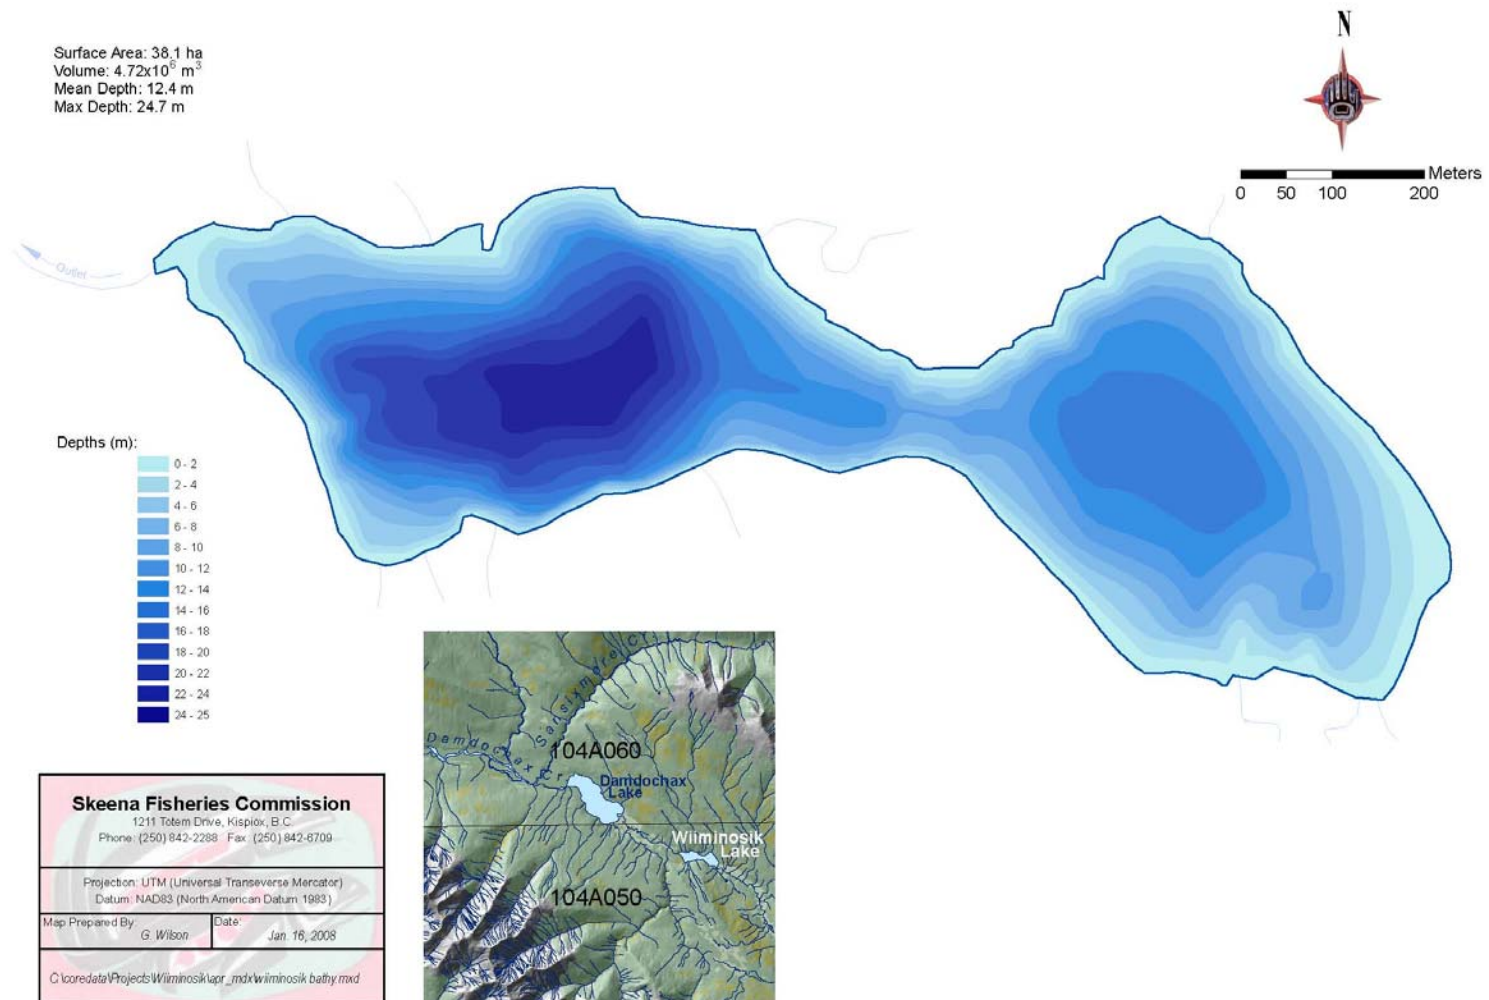 Surface Area: 38.1 ha
Volume: 4.72x10⁶ m³
Mean Depth: 12.4 m
Max Depth: 24.7 m
N
Meters
0 50 100 200
Outlet
Depths (m):
0 - 2
2 - 4
4 - 6
6 - 8
8 - 10
10 - 12
12 - 14
14 - 16
16 - 18
18 - 20
20 - 22
22 - 24
24 - 25
Sansixmore Cr
Damdochax Cr
104A060
Damdochax
Lake
Wiiminosik
Lake
104A050
Skeena Fisheries Commission
1211 Totem Drive, Kispiox, B.C.
Phone: (250) 842-2288 Fax: (250) 842-6709
Projection: UTM (Universal Transeverse Mercator)
Datum: NAD83 (North American Datum 1983)
Map Prepared By:
G. Wilson
Date:
Jan. 16, 2008
C:\coredata\Projects\Wiiminosik\apr_mdx\wiiminosik bathy.mxd